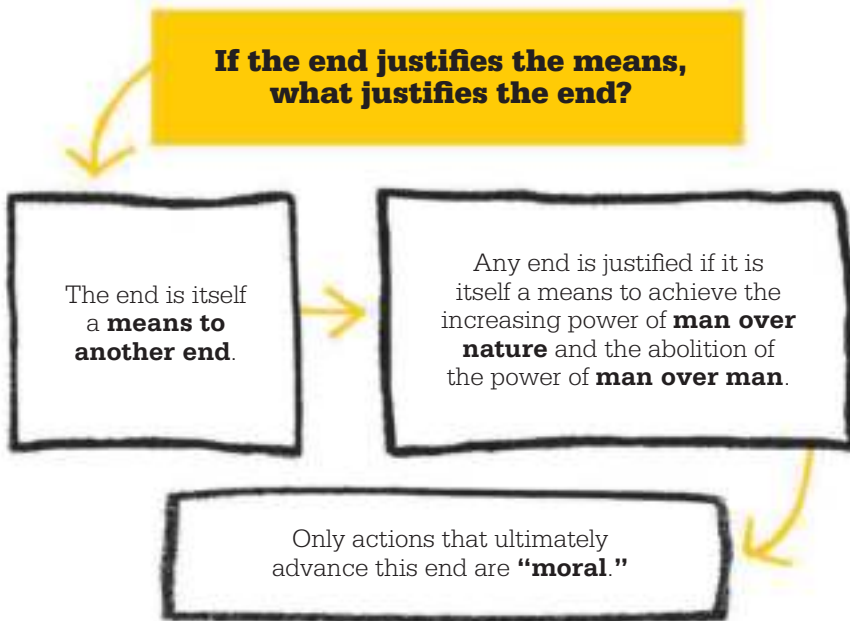 If the end justifies the means,
what justifies the end?
The end is itself
a means to
another end.
Any end is justified if it is
itself a means to achieve the
increasing power of man over
nature and the abolition of
the power of man over man.
Only actions that ultimately
advance this end are “moral.”